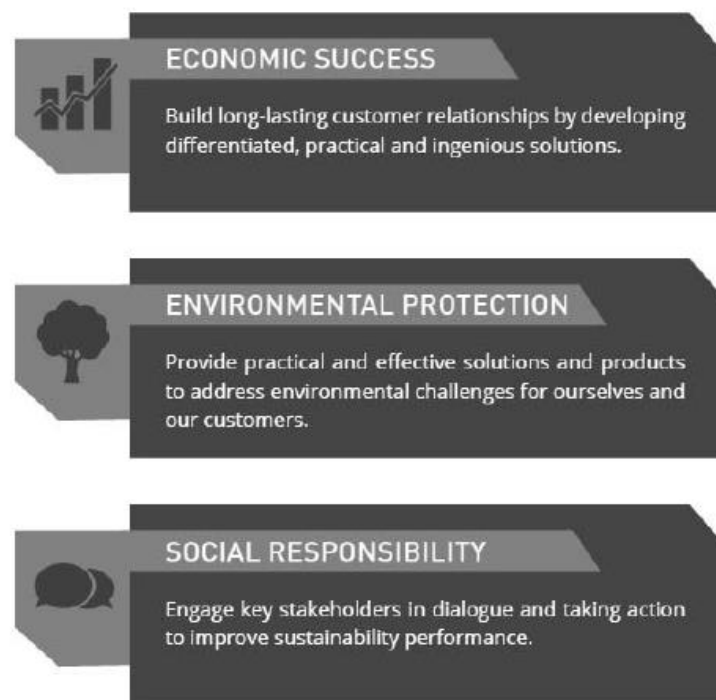 ECONOMIC SUCCESS
Build long-lasting customer relationships by developing
differentiated, practical and ingenious solutions.
ENVIRONMENTAL PROTECTION
Provide practical and effective solutions and products
to address environmental challenges for ourselves and
our customers.
SOCIAL RESPONSIBILITY
Engage key stakeholders in dialogue and taking action
to improve sustainability performance.